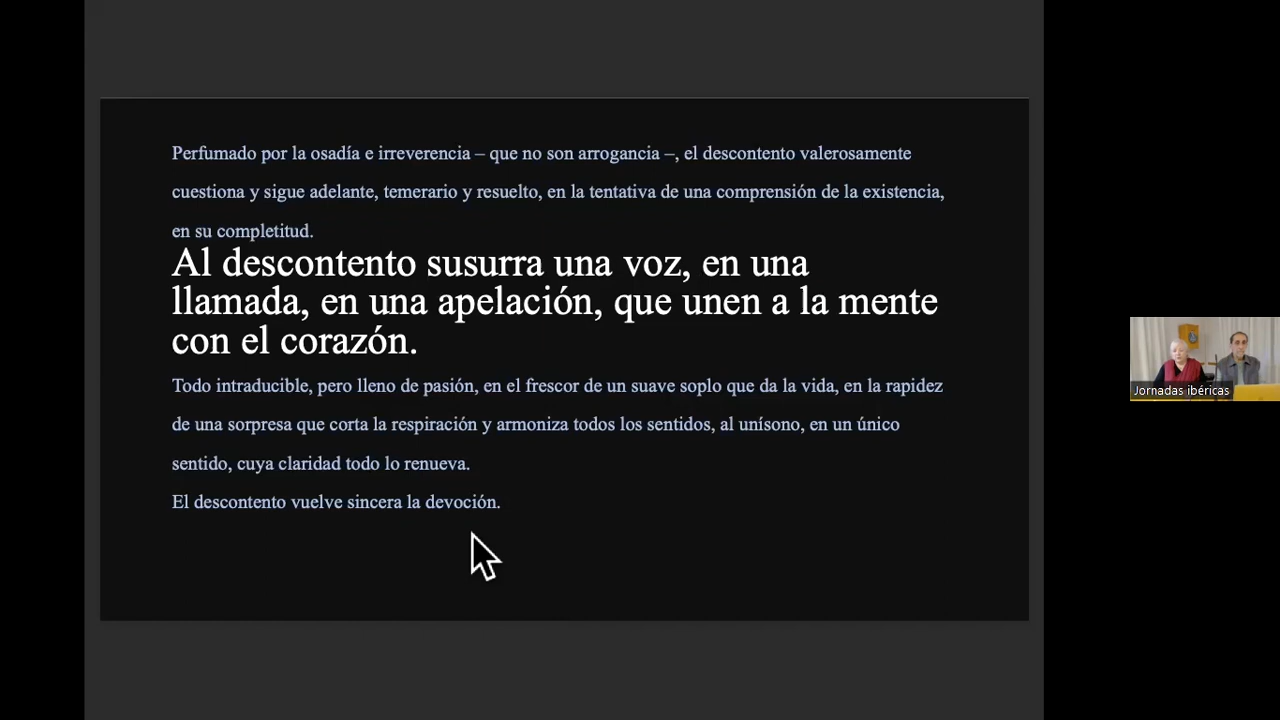 Perfumado por la osadía e irreverencia – que no son arrogancia –, el descontento valerosamente
cuestiona y sigue adelante, temerario y resuelto, en la tentativa de una comprensión de la existencia,
en su completitud.
Al descontento susurra una voz, en una
llamada, en una apelación, que unen a la mente
con el corazón.
Todo intraducible, pero lleno de pasión, en el frescor de un suave soplo que da la vida, en la rapidez
de una sorpresa que corta la respiración y armoniza todos los sentidos, al unísono, en un único
sentido, cuya claridad todo lo renueva.
El descontento vuelve sincera la devoción.
Jornadas ibéricas